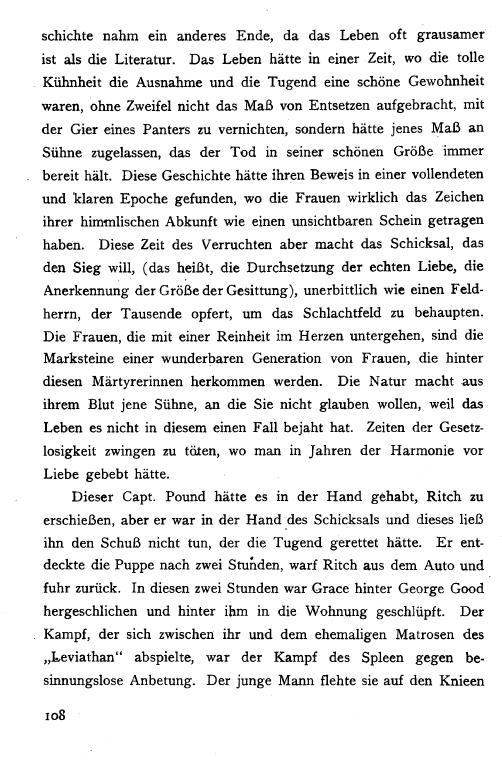 schichte nahm ein anderes Ende, da das Leben oft grausamer
ist als die Literatur. Das Leben hätte in einer Zeit, wo die tolle
Kühnheit die Ausnahme und die Tugend eine schöne Gewohnheit
waren, ohne Zweifel nicht das Maß von Entsetzen aufgebracht, mit
der Gier eines Panters zu vernichten, sondern hätte jenes Maß an
Sühne zugelassen, das der Tod in seiner schönen Größe immer
bereit hält. Diese Geschichte hätte ihren Beweis in einer vollendeten
und klaren Epoche gefunden, wo die Frauen wirklich das Zeichen
ihrer himmlischen Abkunft wie einen unsichtbaren Schein getragen
haben. Diese Zeit des Verruchten aber macht das Schicksal, das
den Sieg will, (das heißt, die Durchsetzung der echten Liebe, die
Anerkennung der Größe der Gesittung), unerbittlich wie einen Feld-
herrn, der Tausende opfert, um das Schlachtfeld zu behaupten.
Die Frauen, die mit einer Reinheit im Herzen untergehen, sind die
Marksteine einer wunderbaren Generation von Frauen, die hinter
diesen Märtyrerinnen herkommen werden. Die Natur macht aus
ihrem Blut jene Sühne, an die Sie nicht glauben wollen, weil das
Leben es nicht in diesem einen Fall bejaht hat. Zeiten der Gesetz-
losigkeit zwingen zu töten, wo man in Jahren der Harmonie vor
Liebe gebebt hätte.
Dieser Capt. Pound hätte es in der Hand gehabt, Ritch zu
erschießen, aber er war in der Hand des Schicksals und dieses ließ
ihn den Schuß nicht tun, der die Tugend gerettet hätte. Er ent-
deckte die Puppe nach zwei Stunden, warf Ritch aus dem Auto und
fuhr zurück. In diesen zwei Stunden war Grace hinter George Good
hergeschlichen und hinter ihm in die Wohnung geschlüpft. Der
Kampf, der sich zwischen ihr und dem ehemaligen Matrosen des
„Leviathan“ abspielte, war der Kampf des Spleen gegen be-
sinnungslose Anbetung. Der junge Mann flehte sie auf den Knieen
108